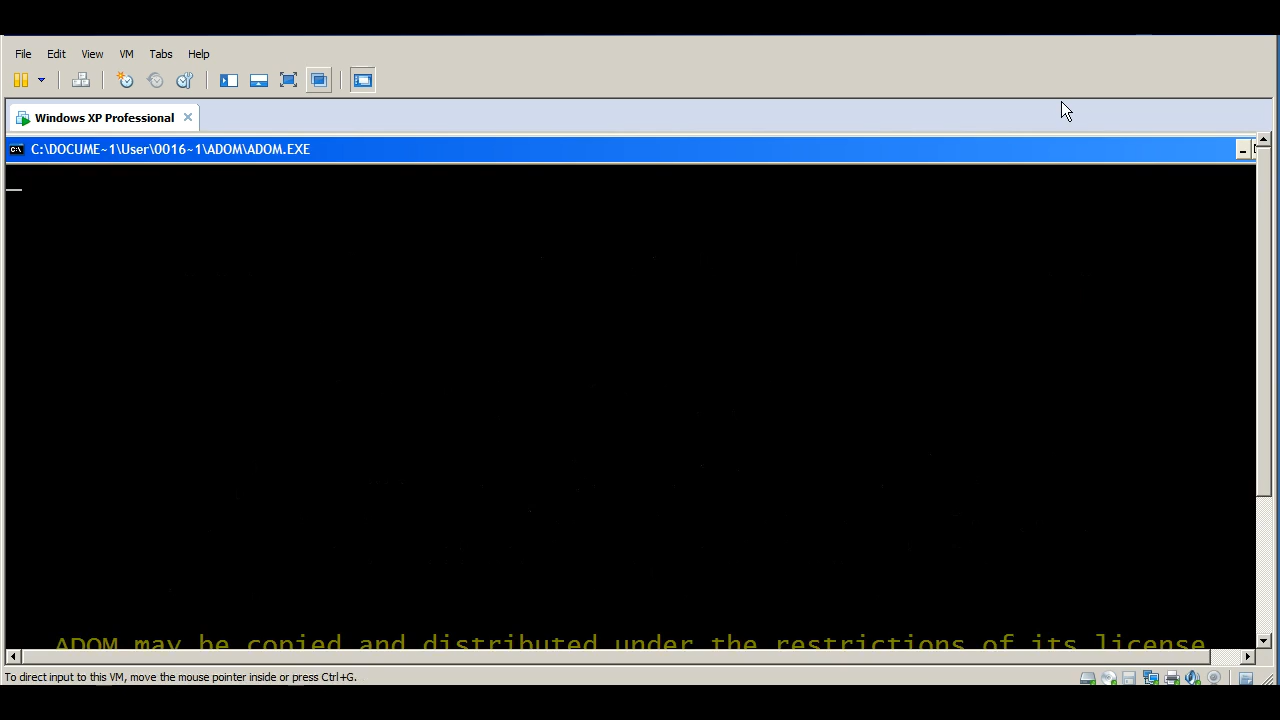 File Edit View VM Tabs Help
Windows XP Professional
C:\DOCUME~1\User\0016~1\ADOM\ADOM.EXE
ADOM may be copied and distributed under the restrictions of its license
To direct input to this VM, move the mouse pointer inside or press Ctrl+G.